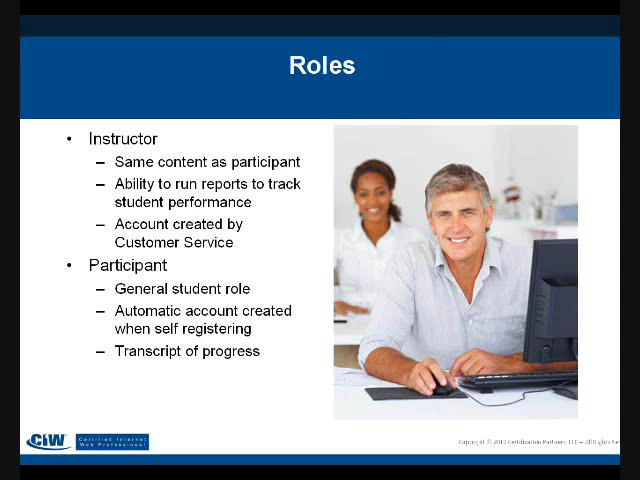 Roles
• Instructor
– Same content as participant
– Ability to run reports to track
student performance
– Account created by
Customer Service
• Participant
– General student role
– Automatic account created
when self registering
– Transcript of progress
CIW
Certified Internet
Web Professional
Copyright © 2012 Certification Partners, LLC – All Rights